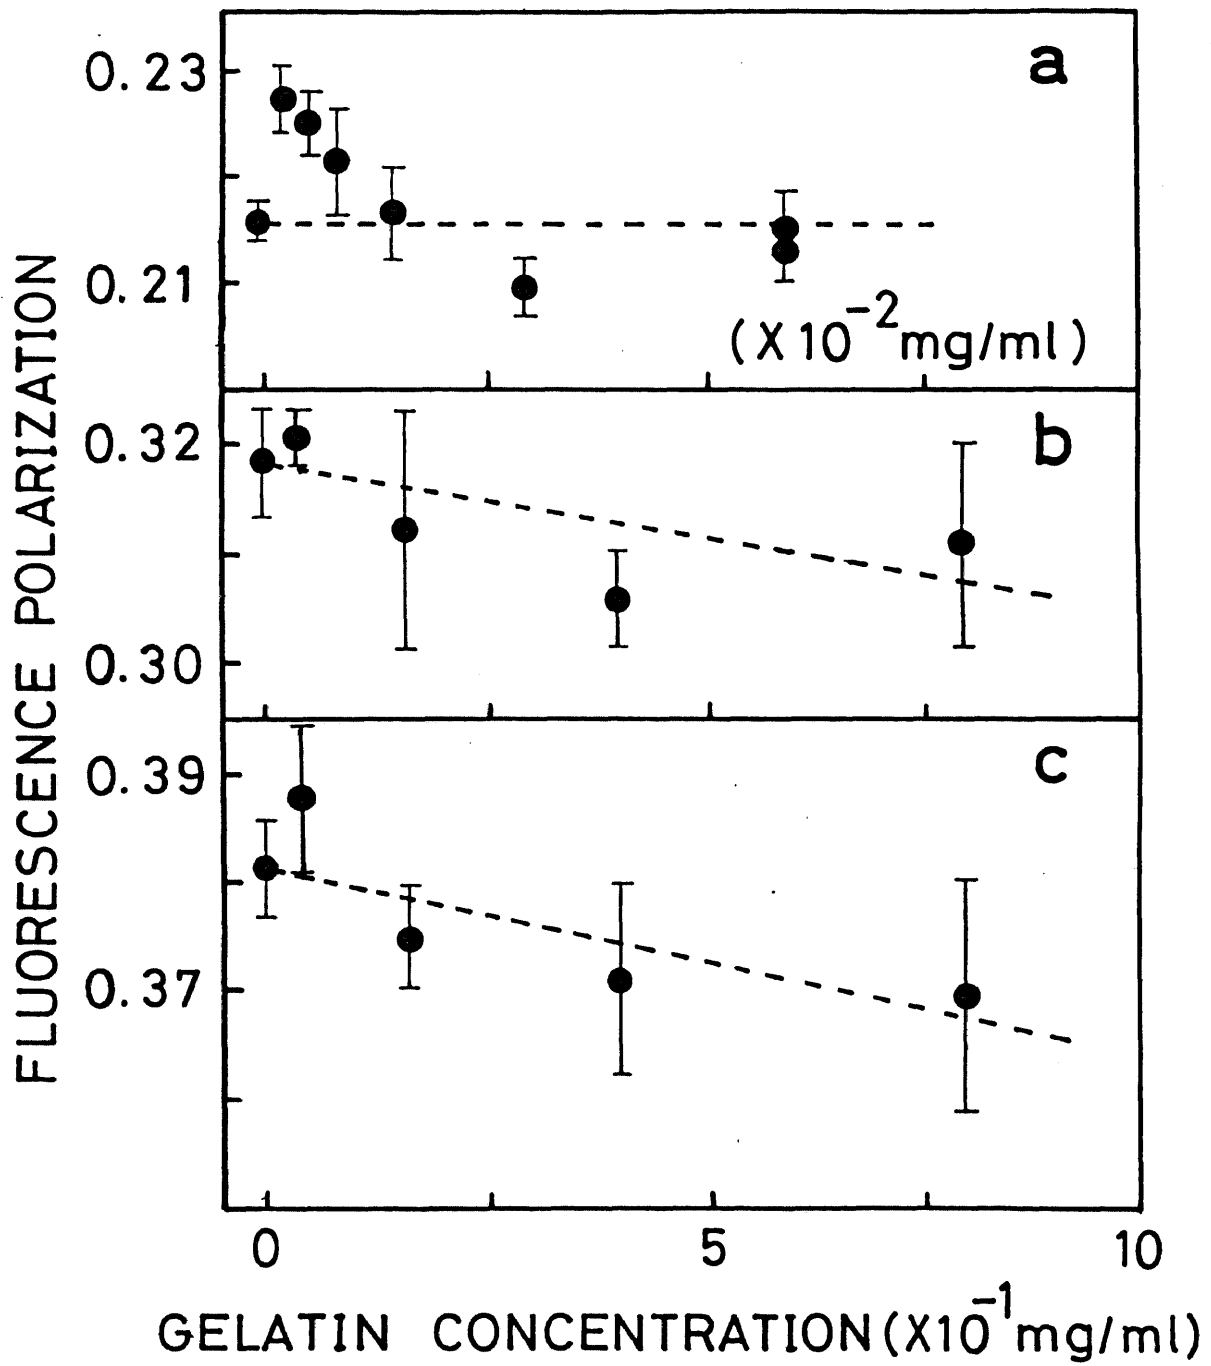 a
0.23
0.21
(X10⁻²mg/ml)
b
0.32
0.30
c
0.39
0.37
FLUORESCENCE POLARIZATION
0 5 10
GELATIN CONCENTRATION(X10⁻¹mg/ml)